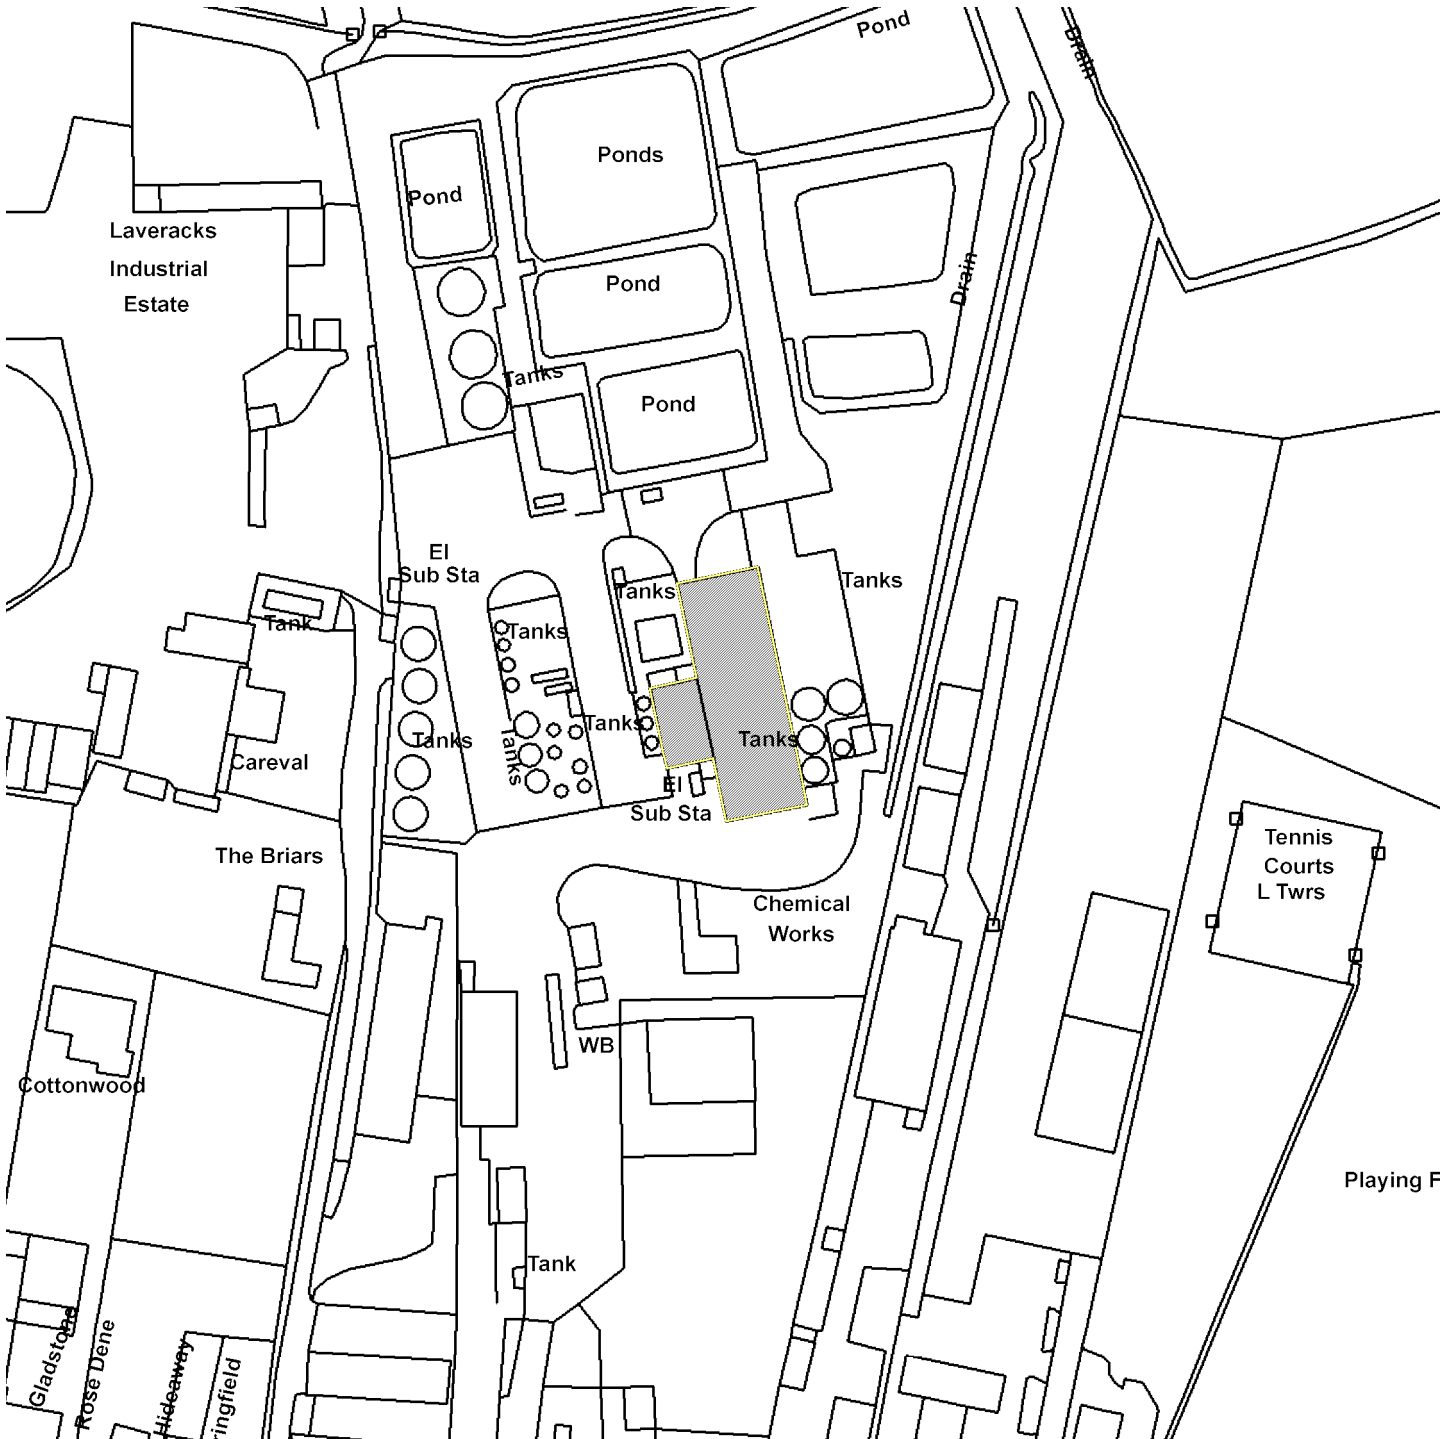 Pond
Drain
Ponds
Pond
Laveracks
Industrial
Estate
Drain
Pond
Tanks
Pond
El
Sub Sta
Tanks
Tanks
Tank
Tanks
Tanks
Tanks
Tanks
Tanks
Careval
El
Sub Sta
Tennis
Courts
L Twrs
The Briars
Chemical
Works
WB
Cottonwood
Playing F
Tank
Gladstone
Rose Dene
Hideaway
ringfield